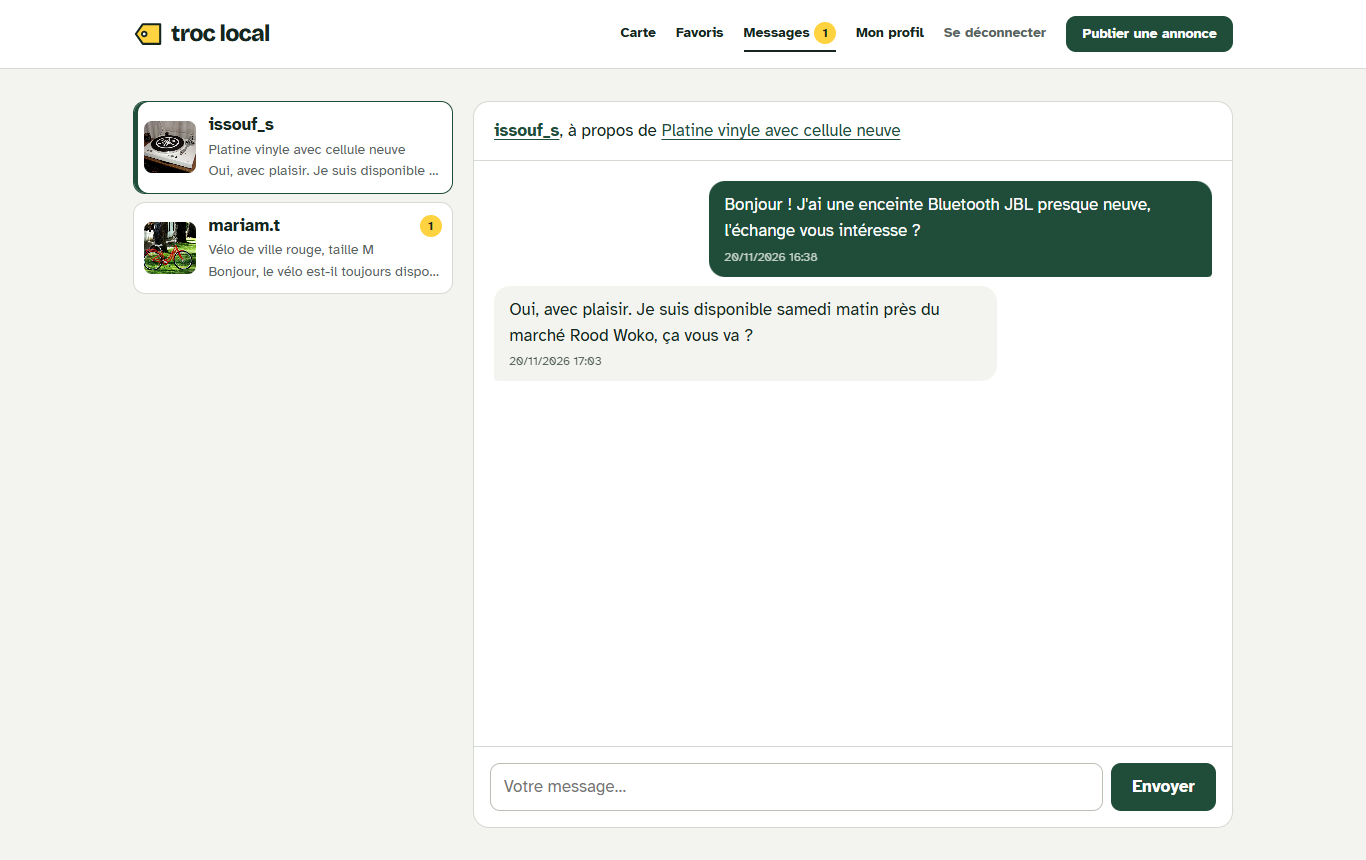 troc local
Carte
Favoris
Messages 1
Mon profil
Se déconnecter
Publier une annonce
issouf_s
Platine vinyle avec cellule neuve
Oui, avec plaisir. Je suis disponible ...
mariam.t
1
Vélo de ville rouge, taille M
Bonjour, le vélo est-il toujours dispo...
issouf_s, à propos de Platine vinyle avec cellule neuve
Bonjour ! J'ai une enceinte Bluetooth JBL presque neuve,
l'échange vous intéresse ?
20/11/2026 16:38
Oui, avec plaisir. Je suis disponible samedi matin près du
marché Rood Woko, ça vous va ?
20/11/2026 17:03
Votre message...
Envoyer